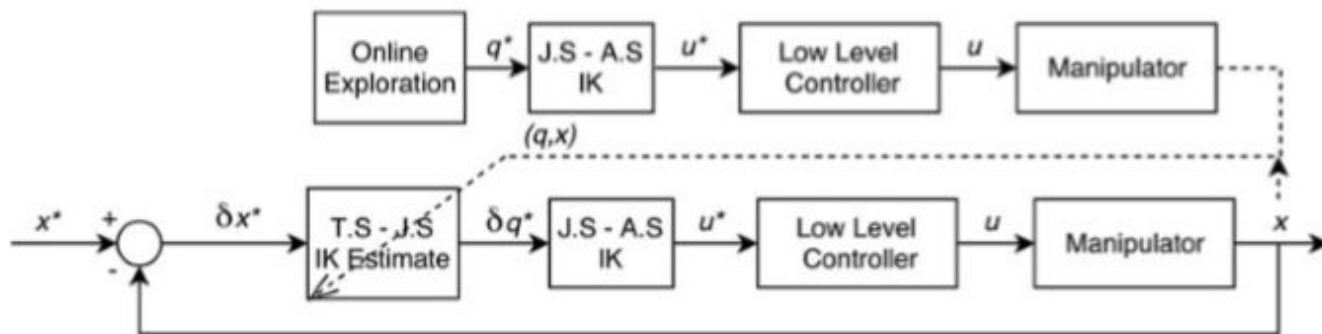 Online
Exploration
q*
J.S - A.S
IK
u*
Low Level
Controller
u
Manipulator
(q,x)
x*
+
-
δx*
T.S - J.S
IK Estimate
δq*
J.S - A.S
IK
u*
Low Level
Controller
u
Manipulator
x